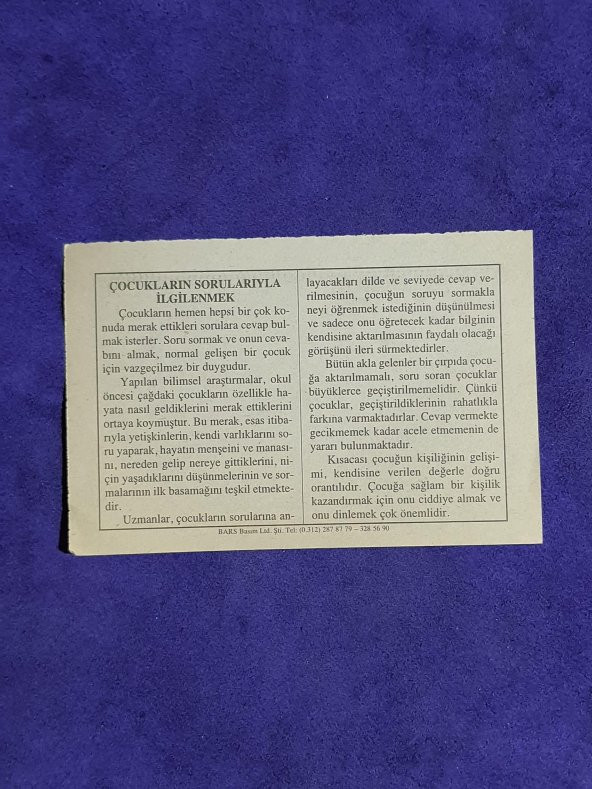 ÇOCUKLARIN SORULARIYLA
İLGİLENMEK
Çocukların hemen hepsi bir çok ko-
nuda merak ettikleri sorulara cevap bul-
mak isterler. Soru sormak ve onun ceva-
bını almak, normal gelişen bir çocuk
için vazgeçilmez bir duygudur.
Yapılan bilimsel araştırmalar, okul
öncesi çağdaki çocukların özellikle ha-
yata nasıl geldiklerini merak ettiklerini
ortaya koymuştur. Bu merak, esas itiba-
rıyla yetişkinlerin, kendi varlıklarını so-
ru yaparak, hayatın menşeini ve manası-
nı, nereden gelip nereye gittiklerini, ni-
çin yaşadıklarını düşünmelerinin ve sor-
malarının ilk basamağını teşkil etmekte-
dir.
Uzmanlar, çocukların sorularına an-
layacakları dilde ve seviyede cevap ve-
rilmesinin, çocuğun soruyu sormakla
neyi öğrenmek istediğinin düşünülmesi
ve sadece onu öğretecek kadar bilginin
kendisine aktarılmasının faydalı olacağı
görüşünü ileri sürmektedirler.
Bütün akla gelenler bir çırpıda çocu-
ğa aktarılmamalı, soru soran çocuklar
büyüklerce geçiştirilmemelidir. Çünkü
çocuklar, geçiştirildiklerinin rahatlıkla
farkına varmaktadırlar. Cevap vermekte
gecikmemek kadar acele etmemenin de
yararı bulunmaktadır.
Kısacası çocuğun kişiliğinin gelişi-
mi, kendisine verilen değerle doğru
orantılıdır. Çocuğa sağlam bir kişilik
kazandırmak için onu ciddiye almak ve
onu dinlemek çok önemlidir.
BARS Basım Ltd. Şti. Tel: (0.312) 287 87 79 – 328 56 90